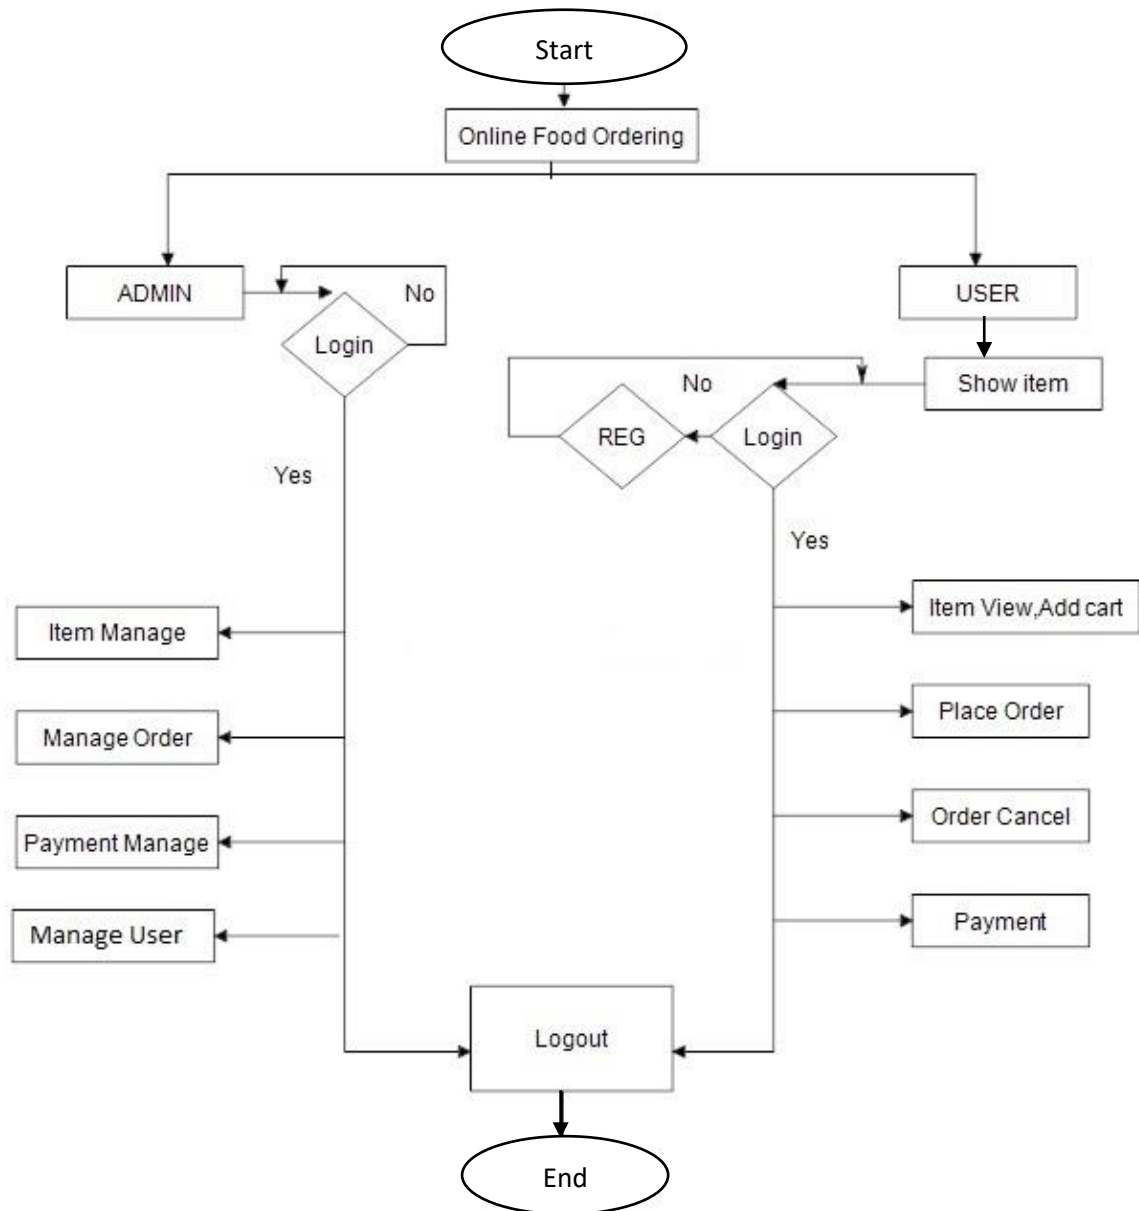 Start
Online Food Ordering
ADMIN
No
USER
Login
Show item
No
REG
Login
Yes
Yes
Item View,Add cart
Item Manage
Place Order
Manage Order
Order Cancel
Payment Manage
Payment
Manage User
Logout
End